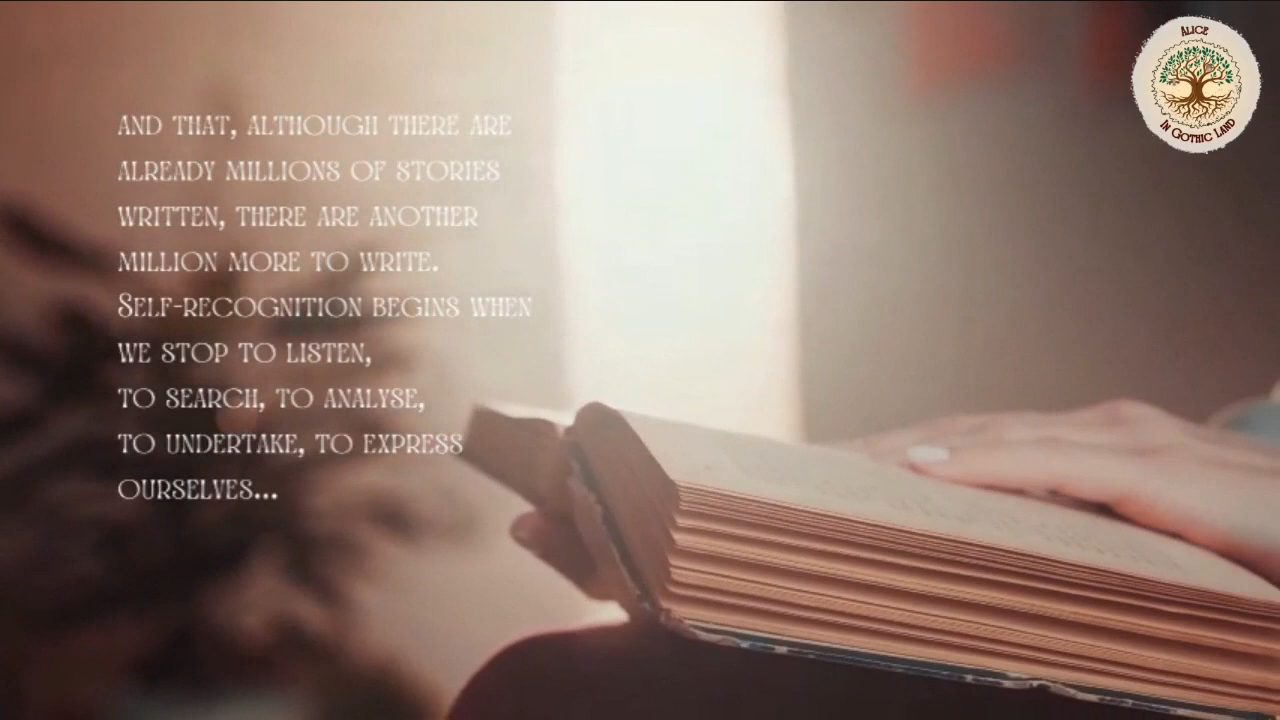 AND THAT, ALTHOUGH THERE ARE
ALREADY MILLIONS OF STORIES
WRITTEN, THERE ARE ANOTHER
MILLION MORE TO WRITE.
SELF-RECOGNITION BEGINS WHEN
WE STOP TO LISTEN,
TO SEARCH, TO ANALYSE,
TO UNDERTAKE, TO EXPRESS
OURSELVES...
ALICE
IN GOTHIC LAND